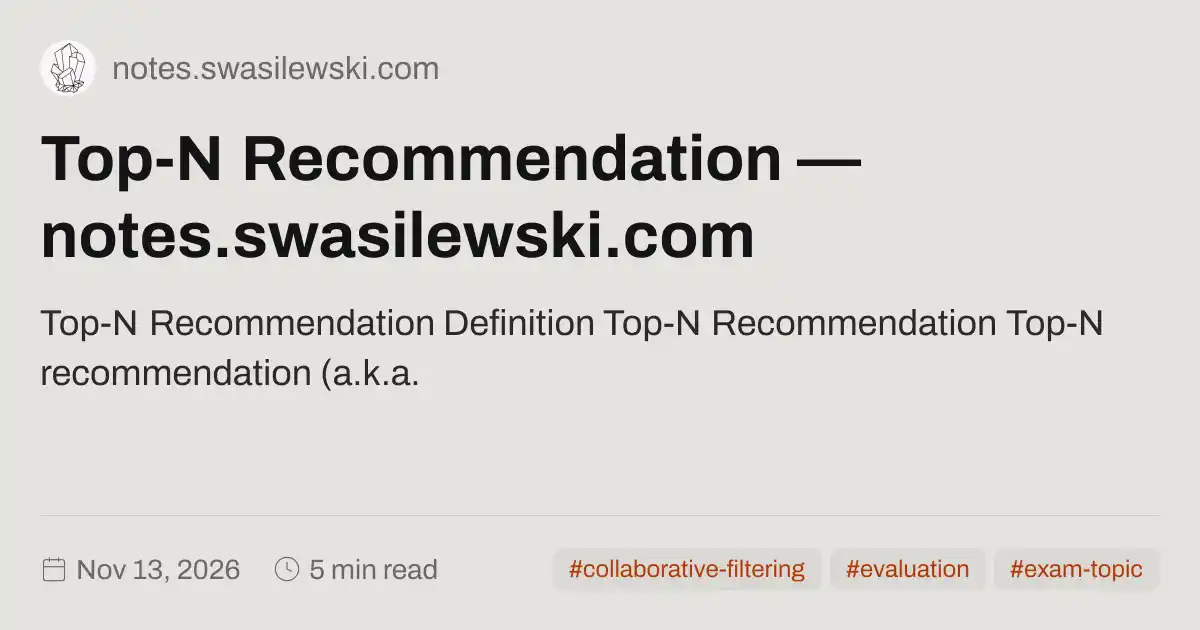 notes.swasilewski.com
Top-N Recommendation —
notes.swasilewski.com
Top-N Recommendation Definition Top-N Recommendation Top-N
recommendation (a.k.a.
Nov 13, 2026 5 min read #collaborative-filtering #evaluation #exam-topic